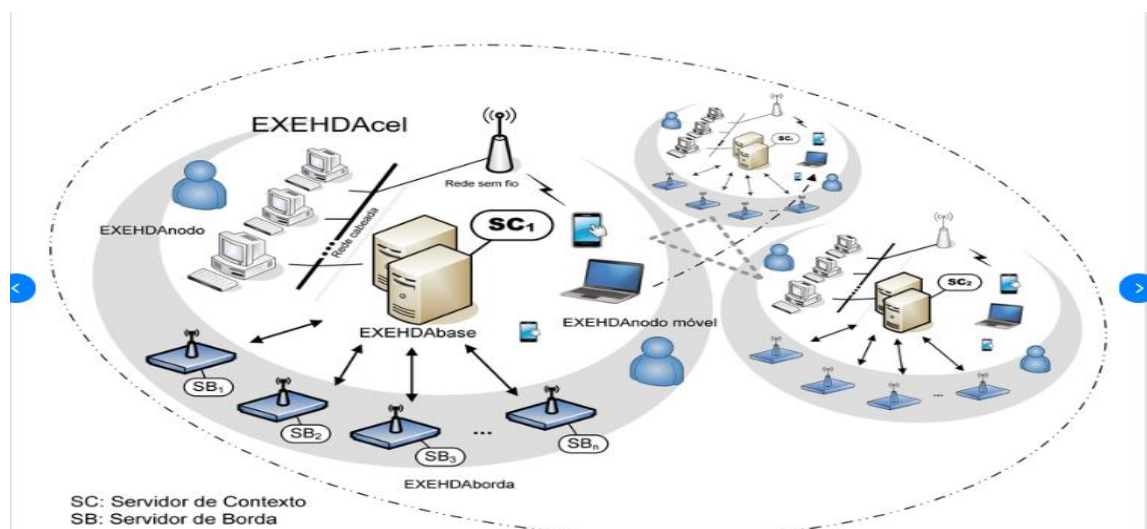 EXEHDAcel
Rede sem fio
EXEHDAnodo
Rede cabeada
SC₁
EXEHDAbase
EXEHDAnodo móvel
SB₁
SB₂
SB₃
...
SBₙ
EXEHDAborda
...
SC₂
...
SC: Servidor de Contexto
SB: Servidor de Borda